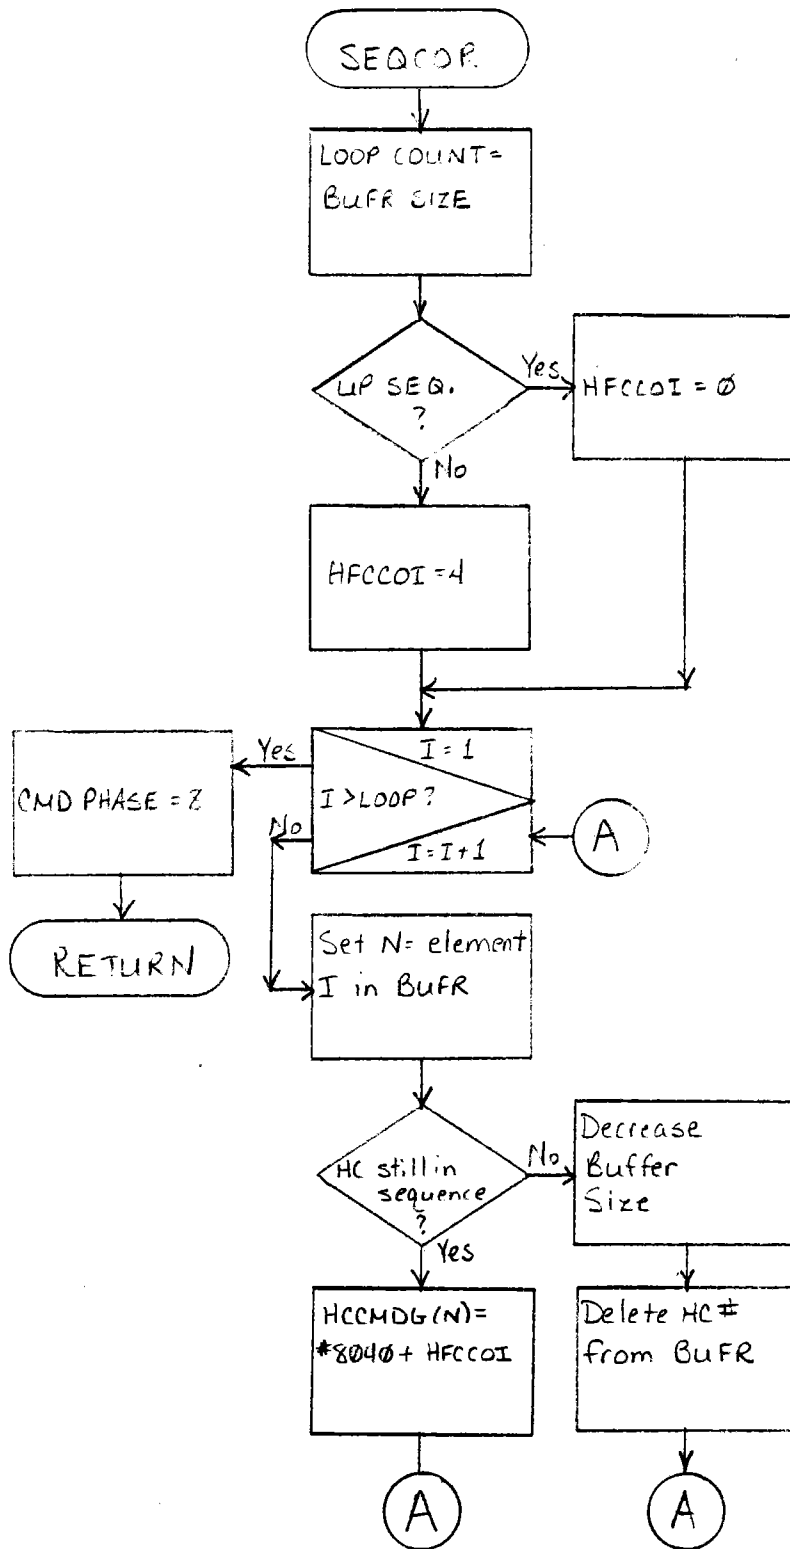 SEQCOR
LOOP COUNT=
BUFR SIZE
UP SEQ.
?
Yes
HFCCOI = Ø
No
HFCCOI = 4
I = 1
Yes
I > LOOP ?
No
I = I + 1
A
CMD PHASE = 8
RETURN
Set N = element
I in BUFR
HC still in
sequence
?
No
Decrease
Buffer
Size
Yes
HCCMDG(N)=
#8Ø4Ø + HFCCOI
Delete HC #
from BUFR
A
A